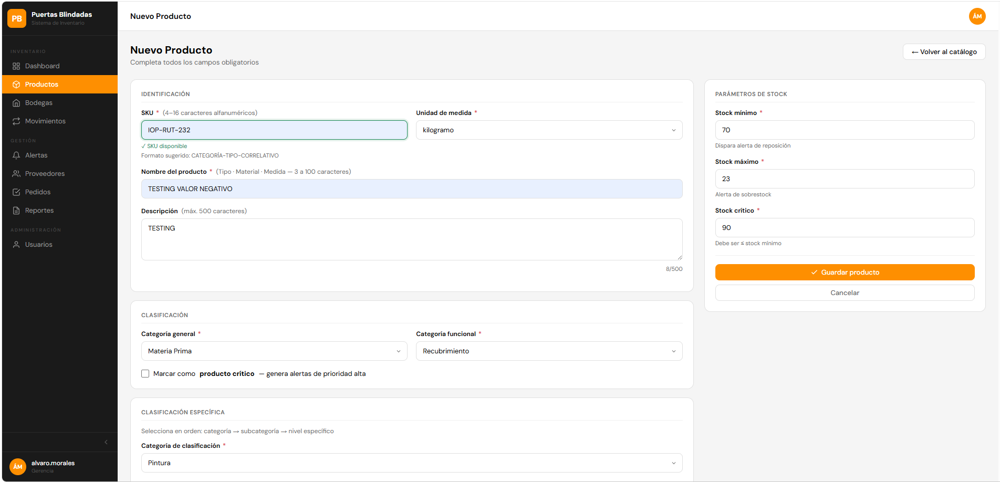 PB
Puertas Blindadas
Sistema de Inventario
INVENTARIO
Dashboard
Productos
Bodegas
Movimientos
GESTIÓN
Alertas
Proveedores
Pedidos
Reportes
ADMINISTRACIÓN
Usuarios
ÁM
alvaro.morales
Gerencia
Nuevo Producto
ÁM
Nuevo Producto
Completa todos los campos obligatorios
← Volver al catálogo
IDENTIFICACIÓN
SKU * (4–16 caracteres alfanuméricos)
IOP-RUT-232
✓ SKU disponible
Formato sugerido: CATEGORÍA-TIPO-CORRELATIVO
Unidad de medida *
kilogramo
Nombre del producto * (Tipo · Material · Medida — 3 a 100 caracteres)
TESTING VALOR NEGATIVO
Descripción (máx. 500 caracteres)
TESTING
8/500
CLASIFICACIÓN
Categoría general *
Materia Prima
Categoría funcional *
Recubrimiento
Marcar como producto crítico — genera alertas de prioridad alta
CLASIFICACIÓN ESPECÍFICA
Selecciona en orden: categoría → subcategoría → nivel específico
Categoría de clasificación *
Pintura
PARÁMETROS DE STOCK
Stock mínimo *
70
Dispara alerta de reposición
Stock máximo *
23
Alerta de sobrestock
Stock crítico *
90
Debe ser ≤ stock mínimo
✓ Guardar producto
Cancelar